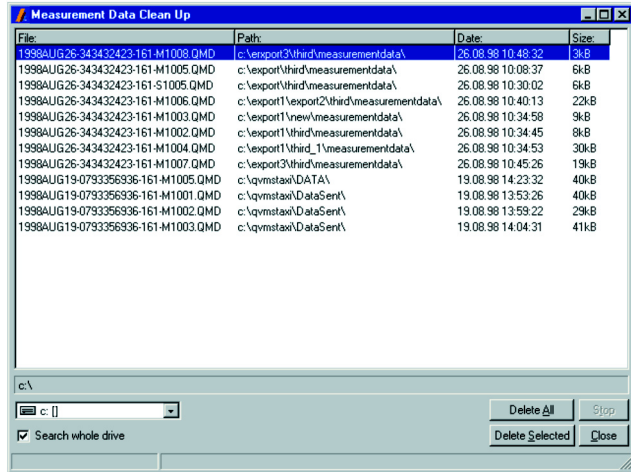 Measurement Data Clean Up
File: Path: Date: Size:
1998AUG26-343432423-161-M1008.QMD c:\erxport3\third\measurementdata\ 26.08.98 10:48:32 3kB
1998AUG26-343432423-161-M1005.QMD c:\export\third\measurementdata\ 26.08.98 10:08:37 6kB
1998AUG26-343432423-161-S1005.QMD c:\export\third\measurementdata\ 26.08.98 10:30:02 6kB
1998AUG26-343432423-161-M1006.QMD c:\export1\export2\third\measurementdata\ 26.08.98 10:40:13 22kB
1998AUG26-343432423-161-M1003.QMD c:\export1\new\measurementdata\ 26.08.98 10:34:58 9kB
1998AUG26-343432423-161-M1002.QMD c:\export1\third\measurementdata\ 26.08.98 10:34:45 8kB
1998AUG26-343432423-161-M1004.QMD c:\export1\third_1\measurementdata\ 26.08.98 10:34:53 30kB
1998AUG26-343432423-161-M1007.QMD c:\export3\third\measurementdata\ 26.08.98 10:45:26 19kB
1998AUG19-0793356936-161-M1005.QMD c:\qvmstaxi\DATA\ 19.08.98 14:23:32 40kB
1998AUG19-0793356936-161-M1001.QMD c:\qvmstaxi\DataSent\ 19.08.98 13:53:26 40kB
1998AUG19-0793356936-161-M1002.QMD c:\qvmstaxi\DataSent\ 19.08.98 13:59:22 29kB
1998AUG19-0793356936-161-M1003.QMD c:\qvmstaxi\DataSent\ 19.08.98 14:04:31 41kB
c:\
c: [] Delete All Stop
Search whole drive Delete Selected Close